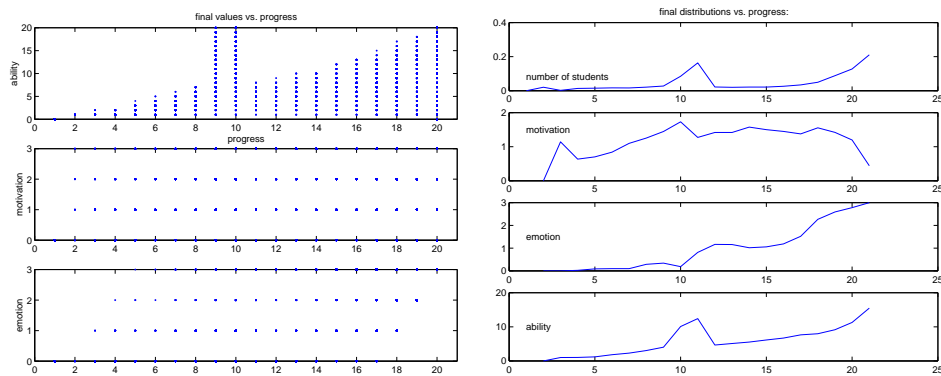 final values vs. progress
20
15
10
5
0
ability
0 2 4 6 8 10 12 14 16 18 20
progress
3
2
1
0
motivation
0 2 4 6 8 10 12 14 16 18 20
3
2
1
0
emotion
0 2 4 6 8 10 12 14 16 18 20
final distributions vs. progress:
0.4
0.2
0
number of students
0 5 10 15 20 25
2
1
0
motivation
0 5 10 15 20 25
3
2
1
0
emotion
0 5 10 15 20 25
20
10
0
ability
0 5 10 15 20 25